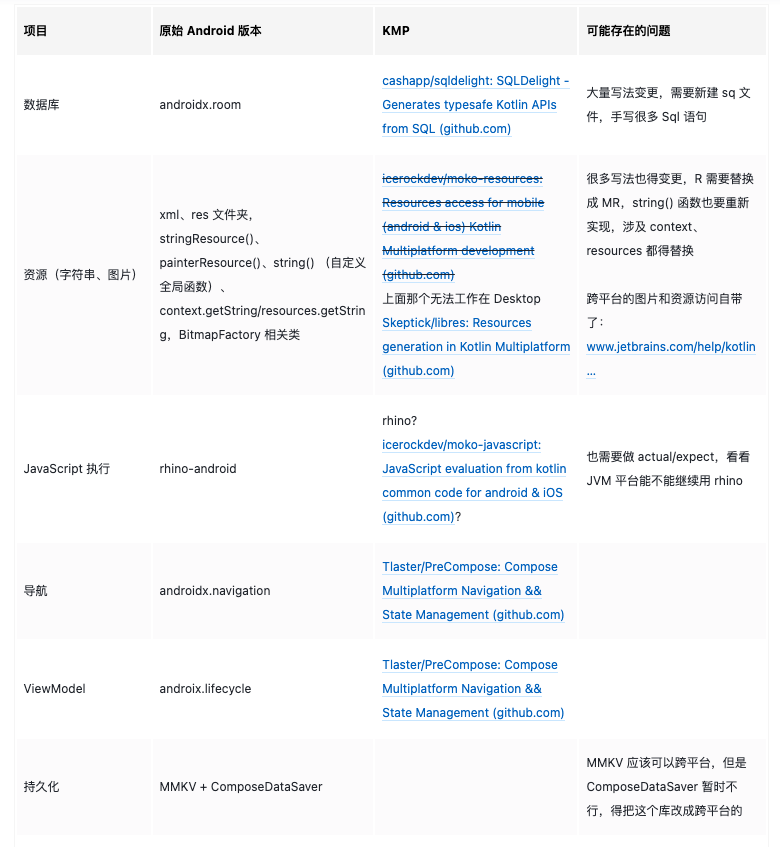 项目
原始 Android 版本
KMP
可能存在的问题
数据库
androidx.room
cashapp/sqldelight: SQLDelight -
Generates typesafe Kotlin APIs
from SQL (github.com)
大量写法变更，需要新建 sq 文
件，手写很多 Sql 语句
资源（字符串、图片）
xml、res 文件夹，
stringResource()、
painterResource()、string() （自定义
全局函数）、
context.getString/resources.getStrin
g，BitmapFactory 相关类
icerockdev/moko-resources:
Resources access for mobile
(android & ios) Kotlin
Multiplatform development
(github.com)
上面那个无法工作在 Desktop
Skeptick/libres: Resources
generation in Kotlin Multiplatform
(github.com)
很多写法也得变更，R 需要替换
成 MR，string() 函数也要重新
实现，涉及 context、
resources 都得替换
跨平台的图片和资源访问自带
了：
www.jetbrains.com/help/kotlin
...
JavaScript 执行
rhino-android
rhino?
icerockdev/moko-javascript:
JavaScript evaluation from kotlin
common code for android & iOS
(github.com)?
也需要做 actual/expect，看看
JVM 平台能不能继续用 rhino
导航
androidx.navigation
Tlaster/PreCompose: Compose
Multiplatform Navigation &&
State Management (github.com)
ViewModel
androix.lifecycle
Tlaster/PreCompose: Compose
Multiplatform Navigation &&
State Management (github.com)
持久化
MMKV + ComposeDataSaver
MMKV 应该可以跨平台，但是
ComposeDataSaver 暂时不
行，得把这个库改成跨平台的